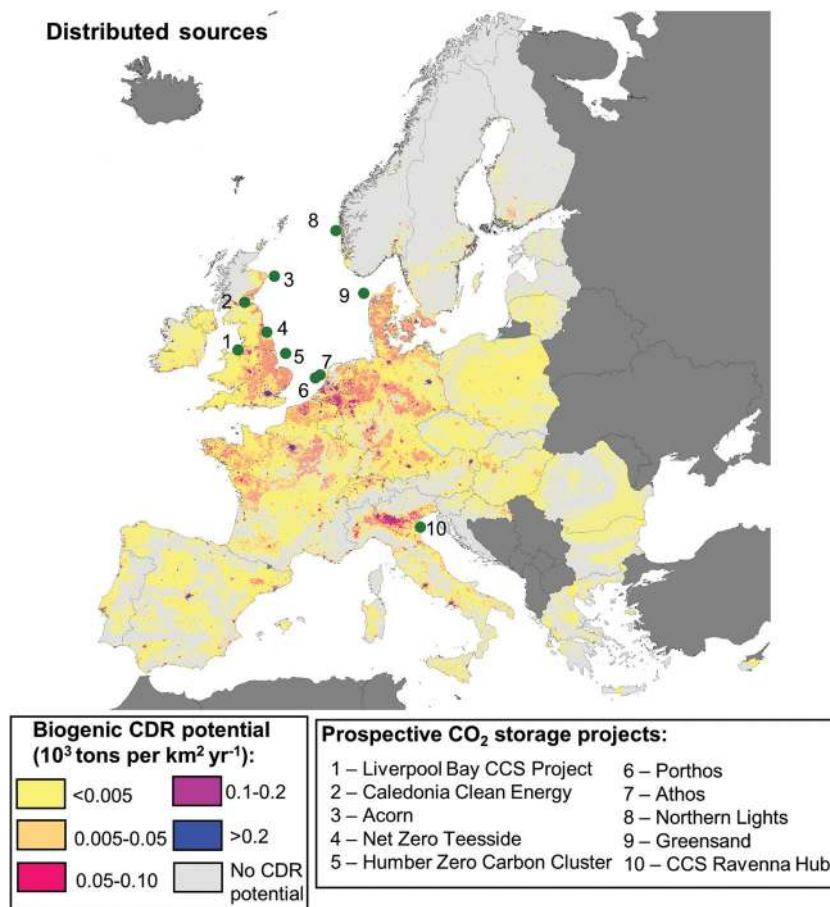 Distributed sources
8
3
9
2
4
1
5
7
6
10
Biogenic CDR potential
(10³ tons per km² yr⁻¹):
<0.005
0.1-0.2
0.005-0.05
>0.2
0.05-0.10
No CDR
potential
Prospective CO₂ storage projects:
1 – Liverpool Bay CCS Project
2 – Caledonia Clean Energy
3 – Acorn
4 – Net Zero Teesside
5 – Humber Zero Carbon Cluster
6 – Porthos
7 – Athos
8 – Northern Lights
9 – Greensand
10 – CCS Ravenna Hub